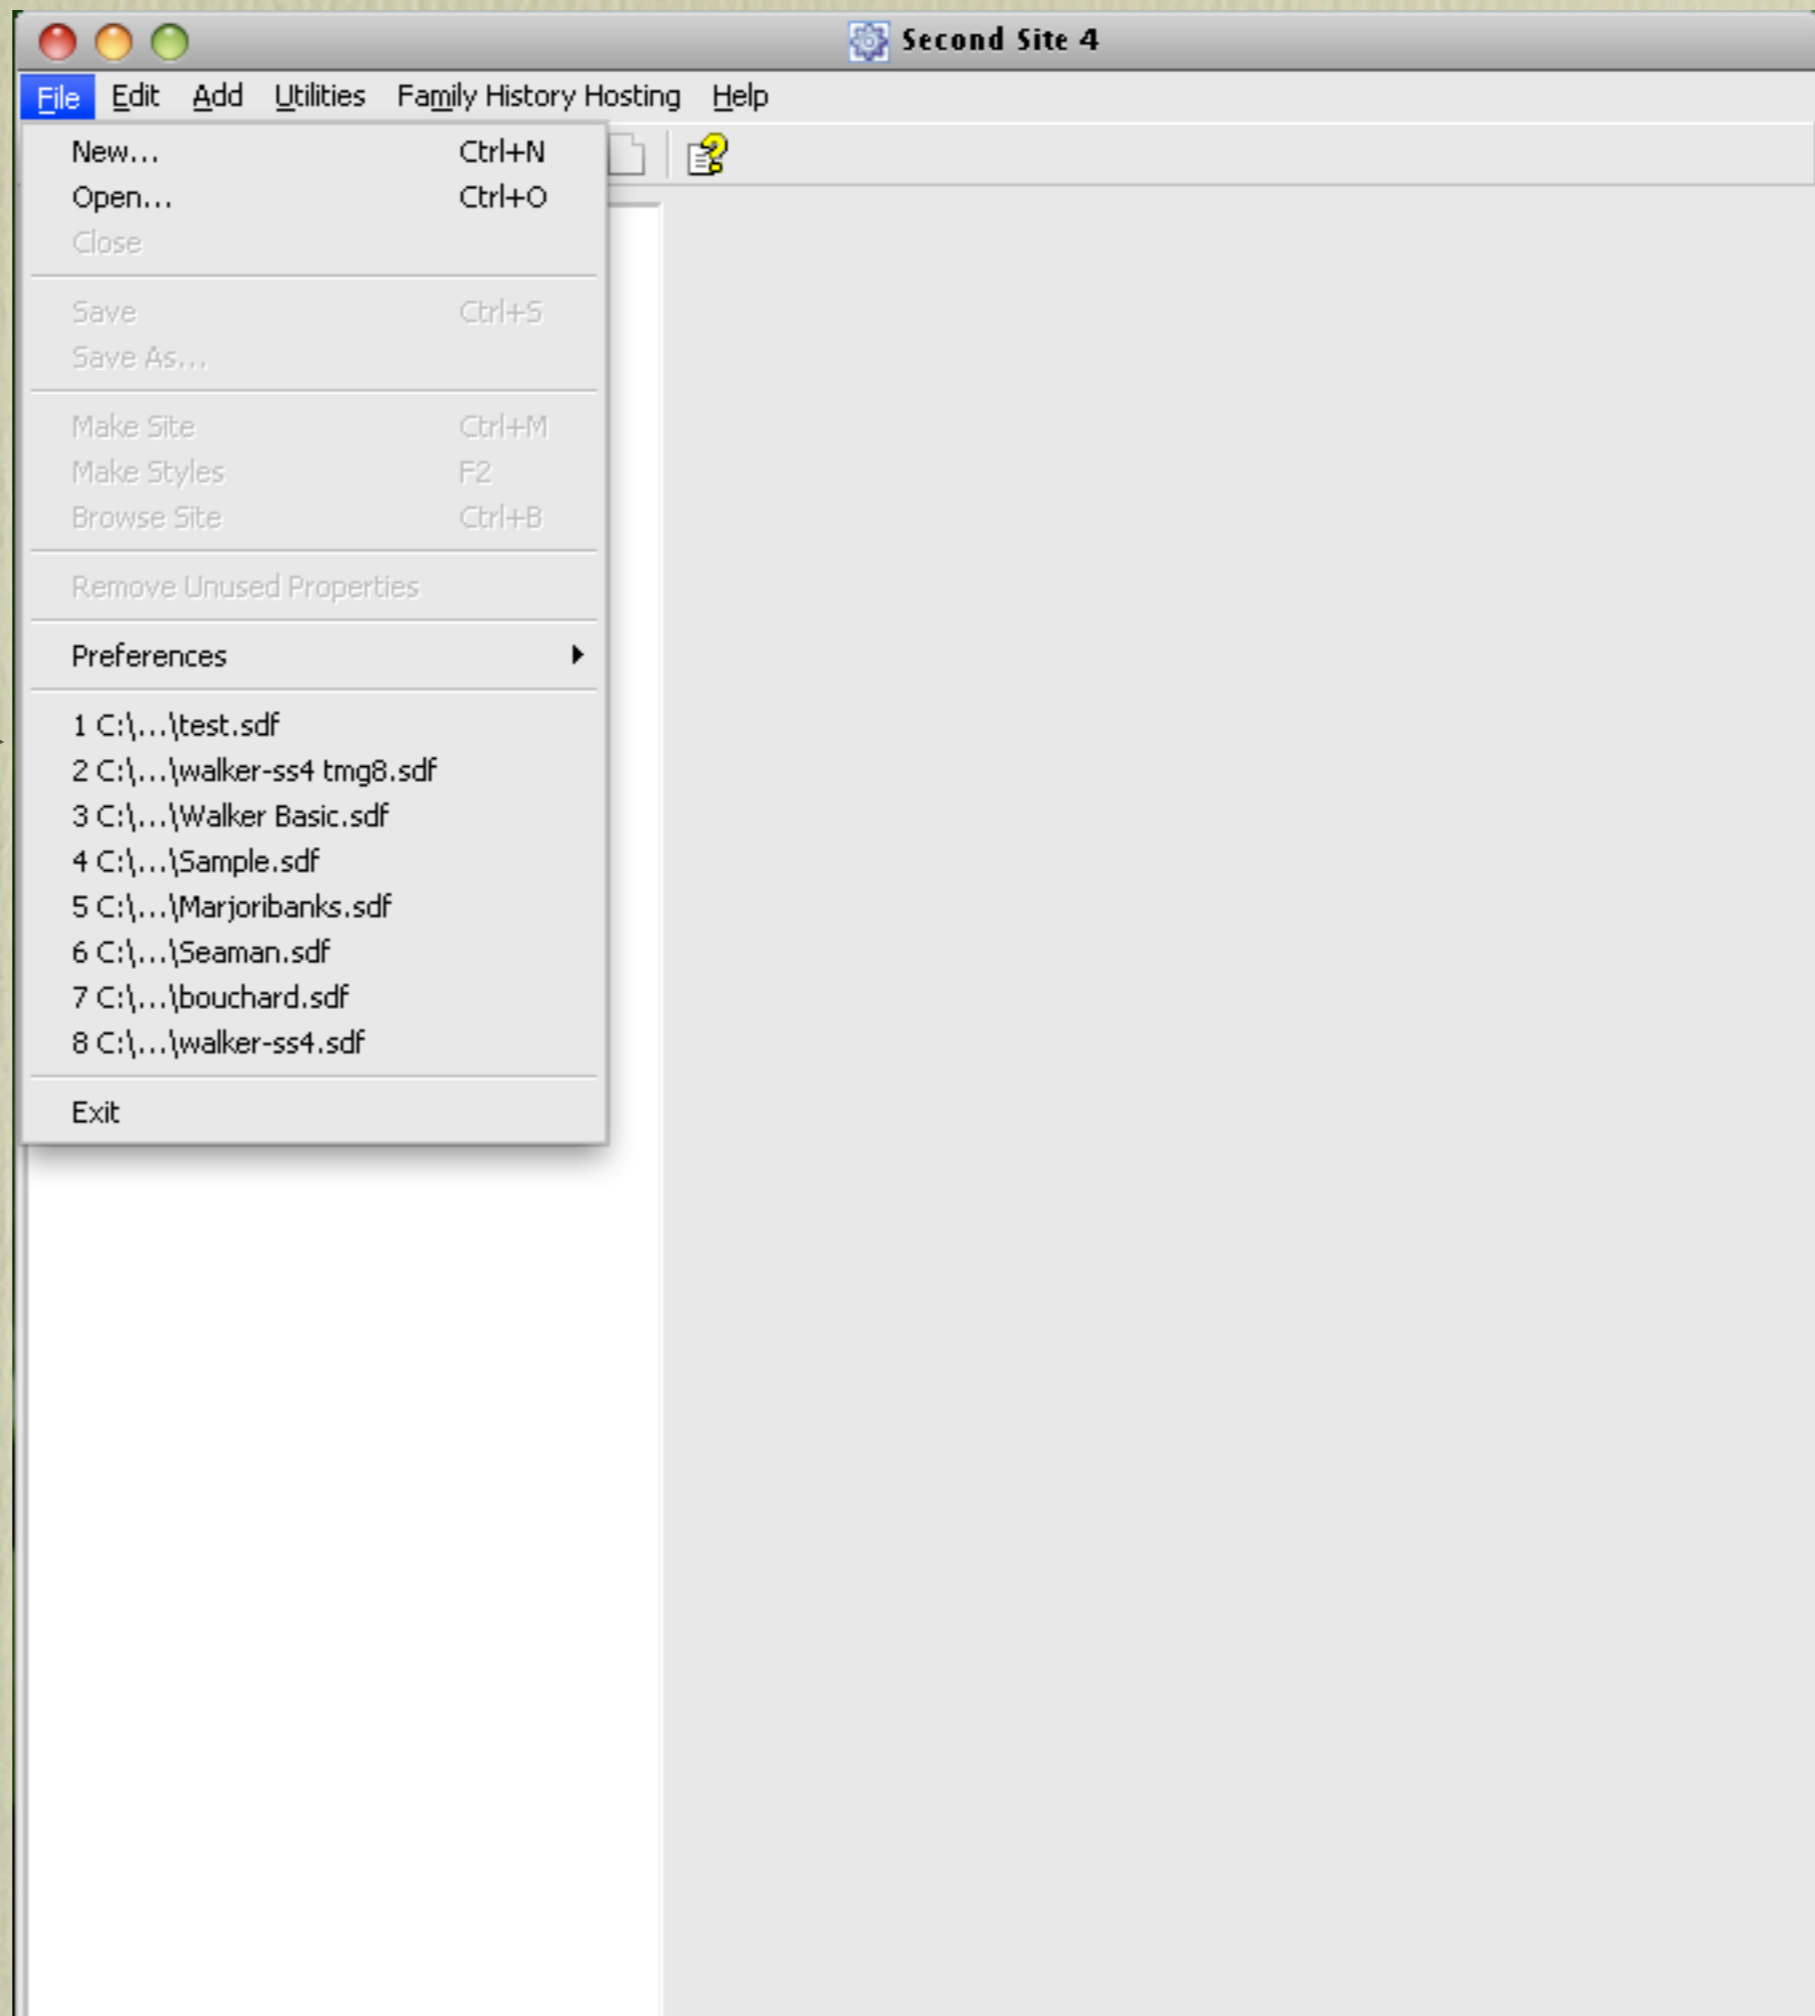 Second Site 4
File Edit Add Utilities Family History Hosting Help
New... Ctrl+N
Open... Ctrl+O
Close
Save Ctrl+S
Save As...
Make Site Ctrl+M
Make Styles F2
Browse Site Ctrl+B
Remove Unused Properties
Preferences
1 C:\...\test.sdf
2 C:\...\walker-ss4 tmg8.sdf
3 C:\...\Walker Basic.sdf
4 C:\...\Sample.sdf
5 C:\...\Marjoribanks.sdf
6 C:\...\Seaman.sdf
7 C:\...\bouchard.sdf
8 C:\...\walker-ss4.sdf
Exit